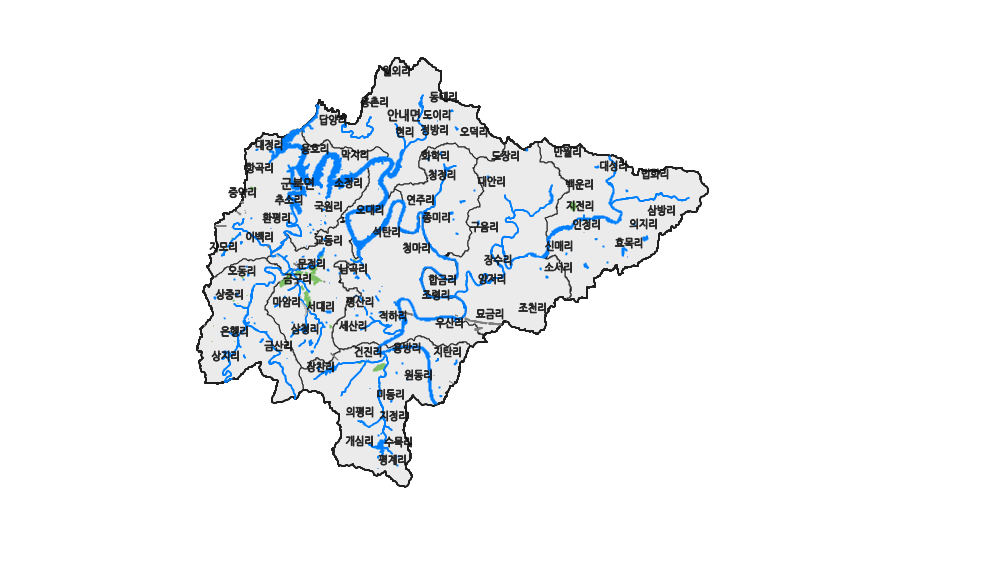 월외리
용촌리
동대리
답양리
안내면
도이리
현리
정방리
오덕리
대정리
용호리
막지리
화학리
도장리
만월리
항곡리
청정리
대성리
법화리
군북면
소정리
대안리
백운리
증약리
추소리
국원리
오대리
연주리
지전리
삼방리
환평리
종미리
의지리
이백리
석탄리
구음리
인정리
자모리
교동리
청마리
신매리
효목리
문정리
장수리
오동리
남곡리
소서리
금구리
합금리
양저리
상중리
마암리
서대리
평산리
조령리
조천리
적하리
묘금리
은행리
삼청리
세산리
우산리
금산리
상지리
건진리
용방리
지탄리
장찬리
원동리
미동리
의평리
지정리
개심리
수묵리
평계리